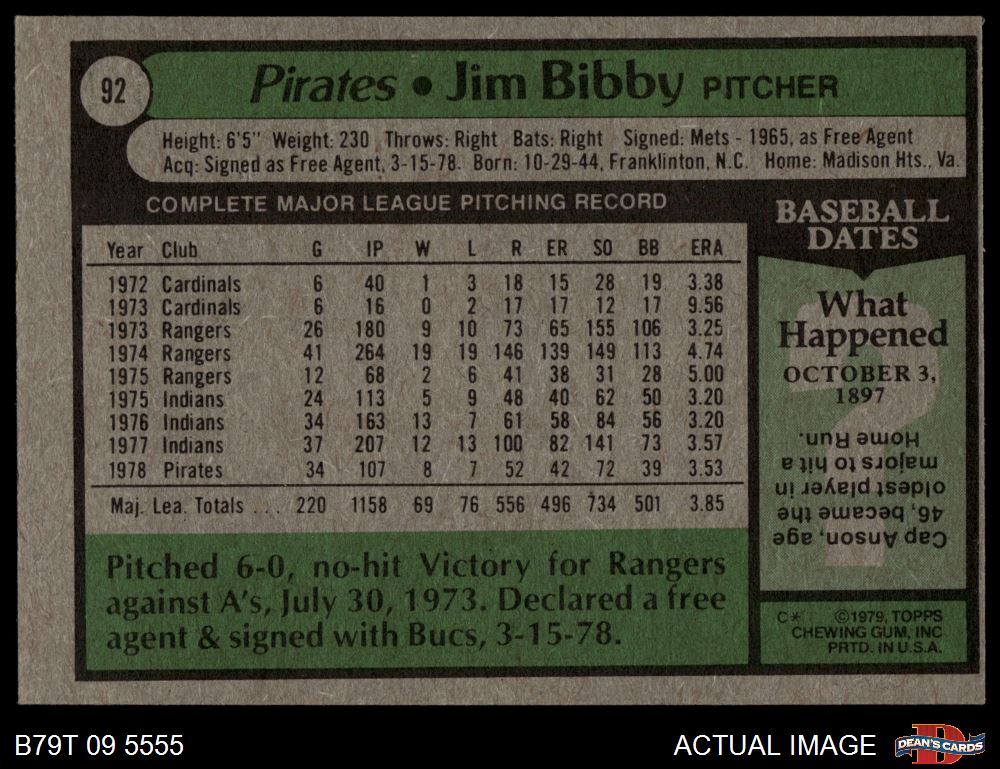 92
Pirates • Jim Bibby PITCHER
Height: 6'5" Weight: 230 Throws: Right Bats: Right Signed: Mets - 1965, as Free Agent
Acq: Signed as Free Agent, 3-15-78. Born: 10-29-44, Franklinton, N.C. Home: Madison Hts., Va.
COMPLETE MAJOR LEAGUE PITCHING RECORD
Year Club G IP W L R ER SO BB ERA
1972 Cardinals 6 40 1 3 18 15 28 19 3.38
1973 Cardinals 6 16 0 2 17 17 12 17 9.56
1973 Rangers 26 180 9 10 73 65 155 106 3.25
1974 Rangers 41 264 19 19 146 139 149 113 4.74
1975 Rangers 12 68 2 6 41 38 31 28 5.00
1975 Indians 24 113 5 9 48 40 62 50 3.20
1976 Indians 34 163 13 7 61 58 84 56 3.20
1977 Indians 37 207 12 13 100 82 141 73 3.57
1978 Pirates 34 107 8 7 52 42 72 39 3.53
Maj. Lea. Totals ... 220 1158 69 76 556 496 734 501 3.85
Pitched 6-0, no-hit Victory for Rangers
against A's, July 30, 1973. Declared a free
agent & signed with Bucs, 3-15-78.
BASEBALL
DATES
What
Happened
OCTOBER 3,
1897
Cap Anson, age
46, became the
oldest player in
majors to hit a
Home Run.
C* ©1979, TOPPS
CHEWING GUM, INC
PRTD. IN U.S.A.
B79T 09 5555
ACTUAL IMAGE
D
DEAN'S CARDS